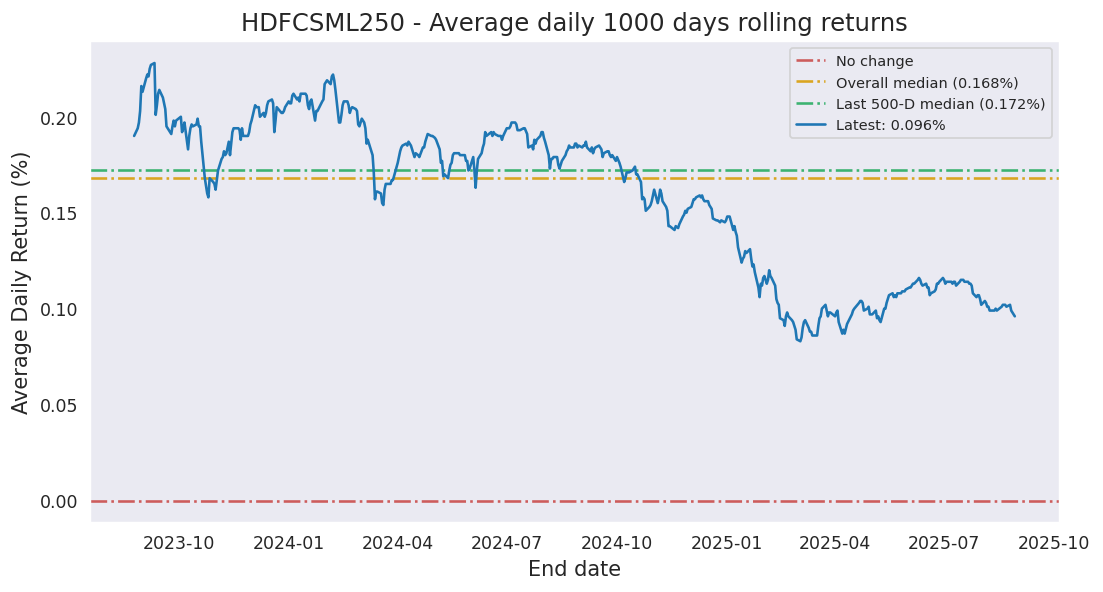 HDFCSML250 - Average daily 1000 days rolling returns
No change
Overall median (0.168%)
Last 500-D median (0.172%)
Latest: 0.096%
Average Daily Return (%)
0.20
0.15
0.10
0.05
0.00
2023-10 2024-01 2024-04 2024-07 2024-10 2025-01 2025-04 2025-07 2025-10
End date